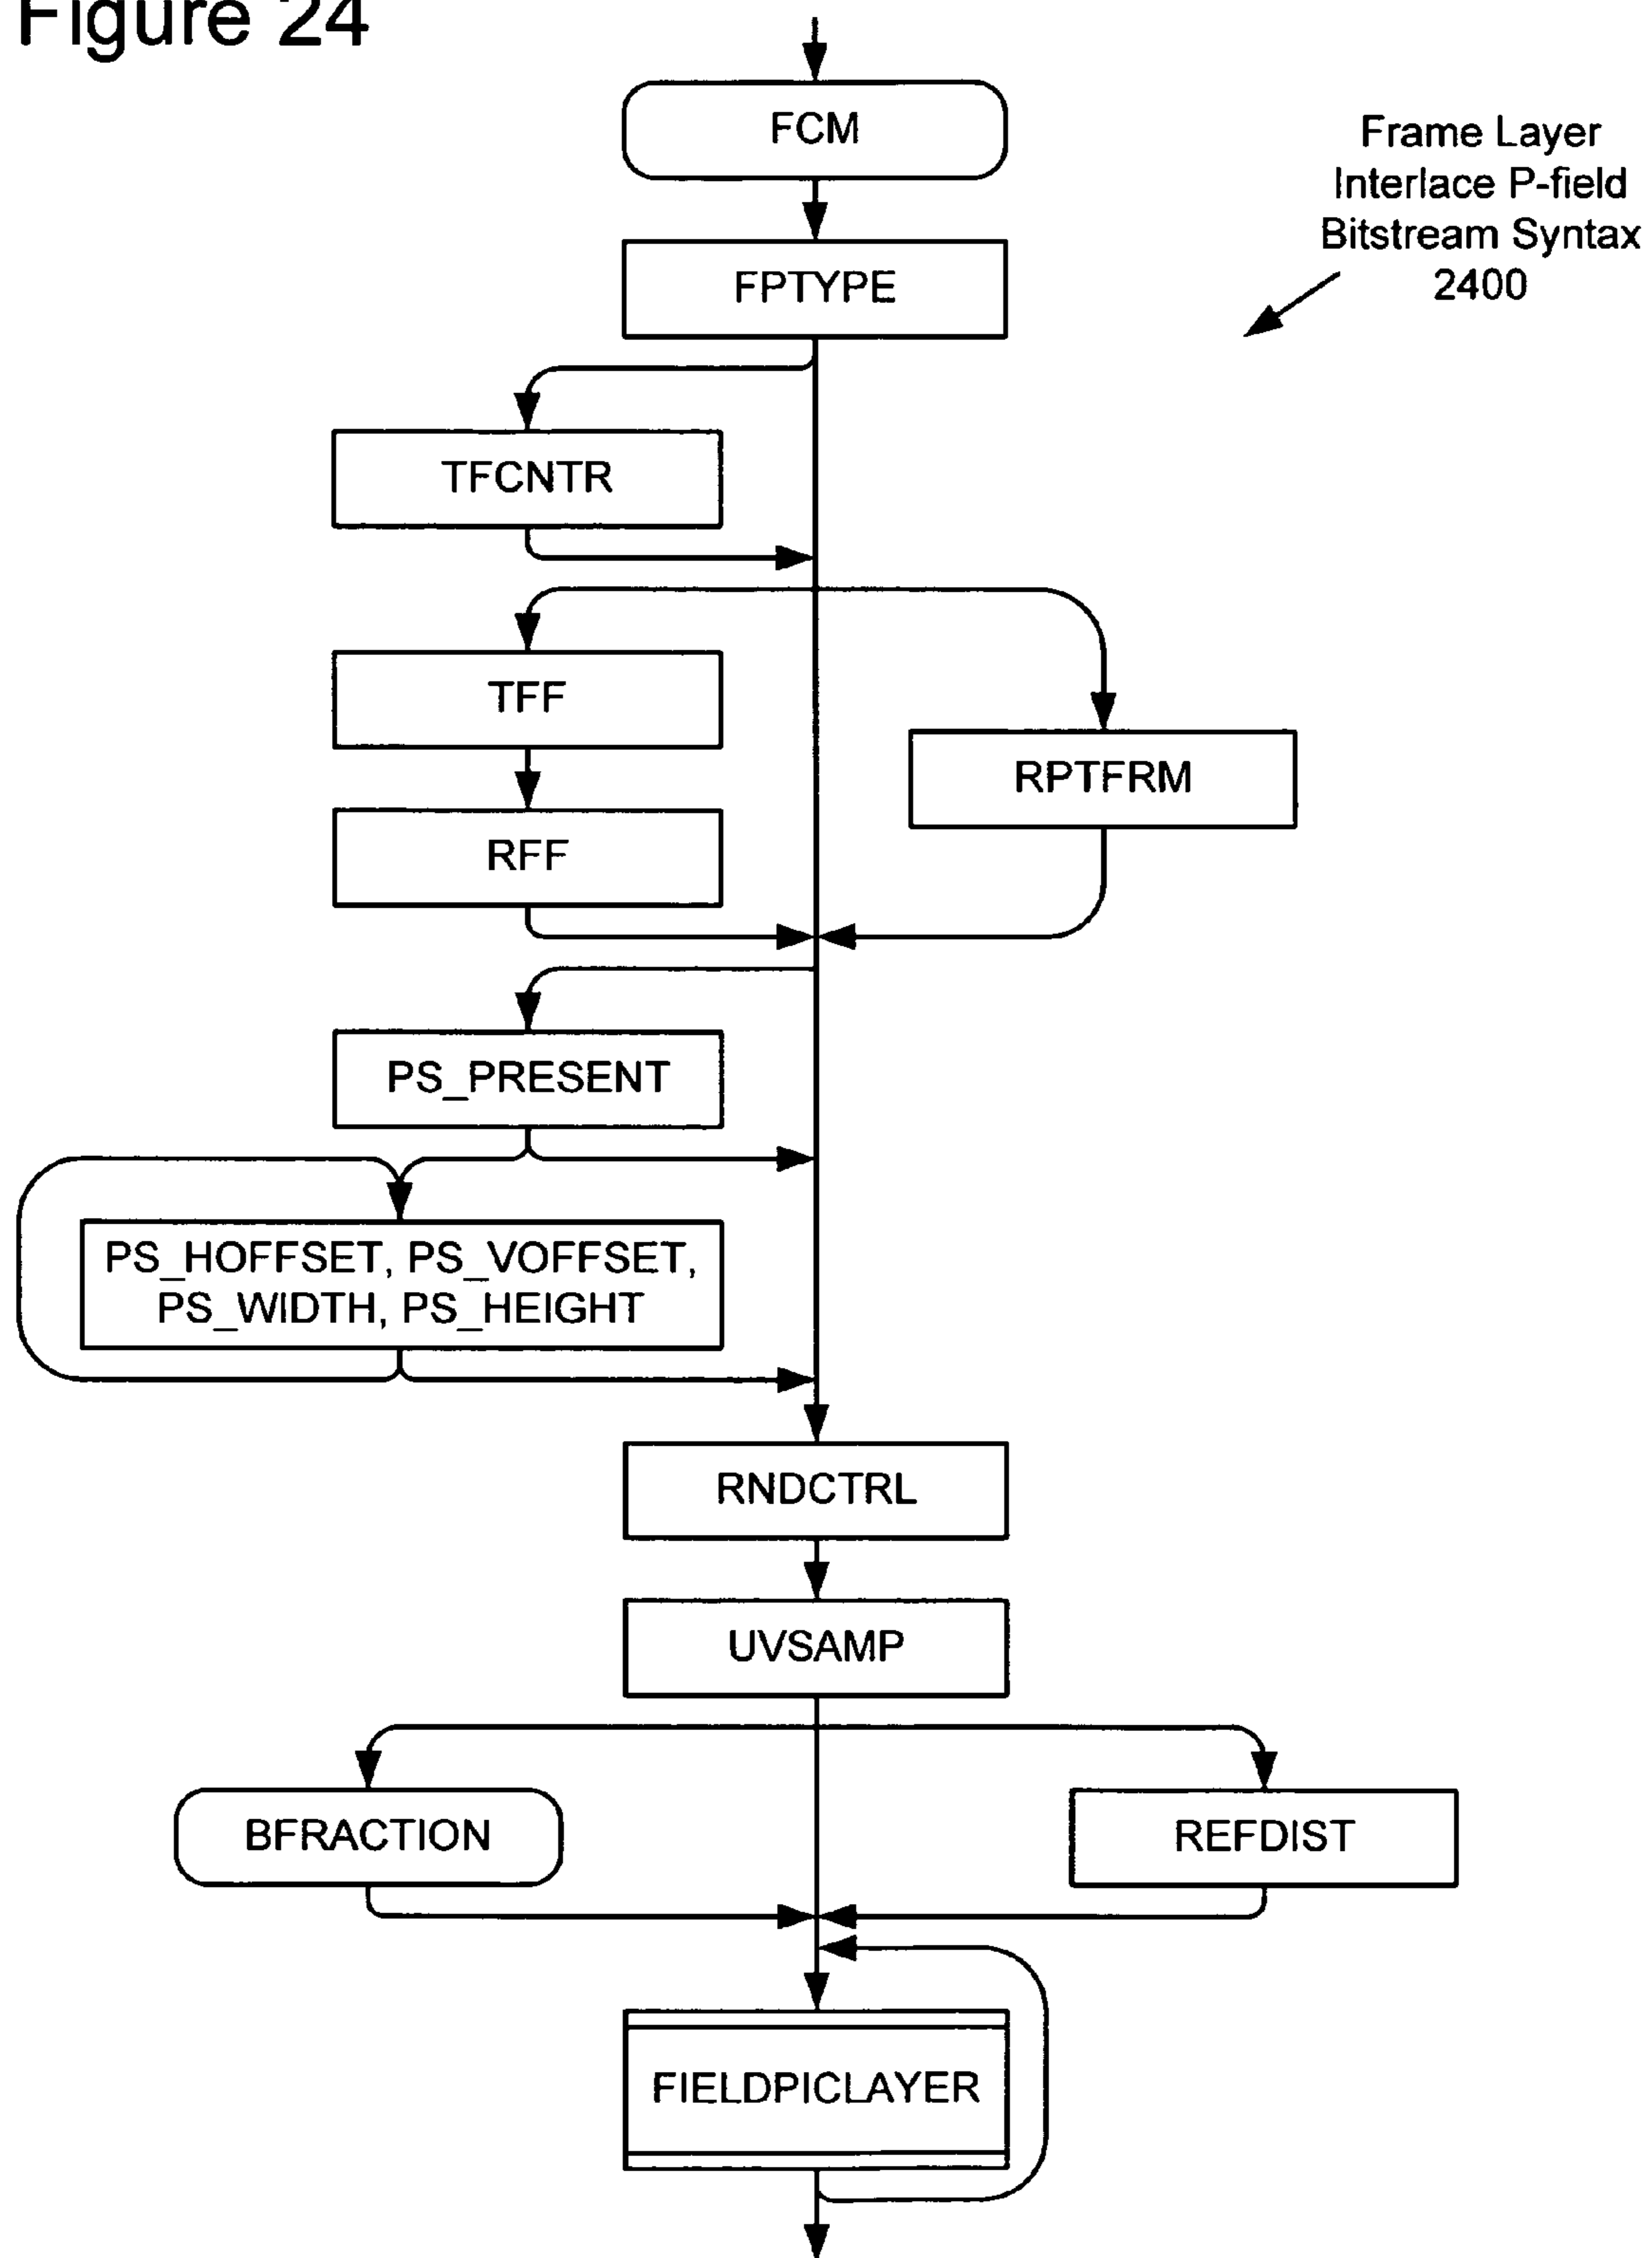 Figure 24
FCM
Frame Layer
Interlace P-field
Bitstream Syntax
2400
FPTYPE
TFCNTR
TFF
RPTFRM
RFF
PS_PRESENT
PS_HOFFSET, PS_VOFFSET,
PS_WIDTH, PS_HEIGHT
RNDCTRL
UVSAMP
BFRACTION
REFDIST
FIELDPICLAYER